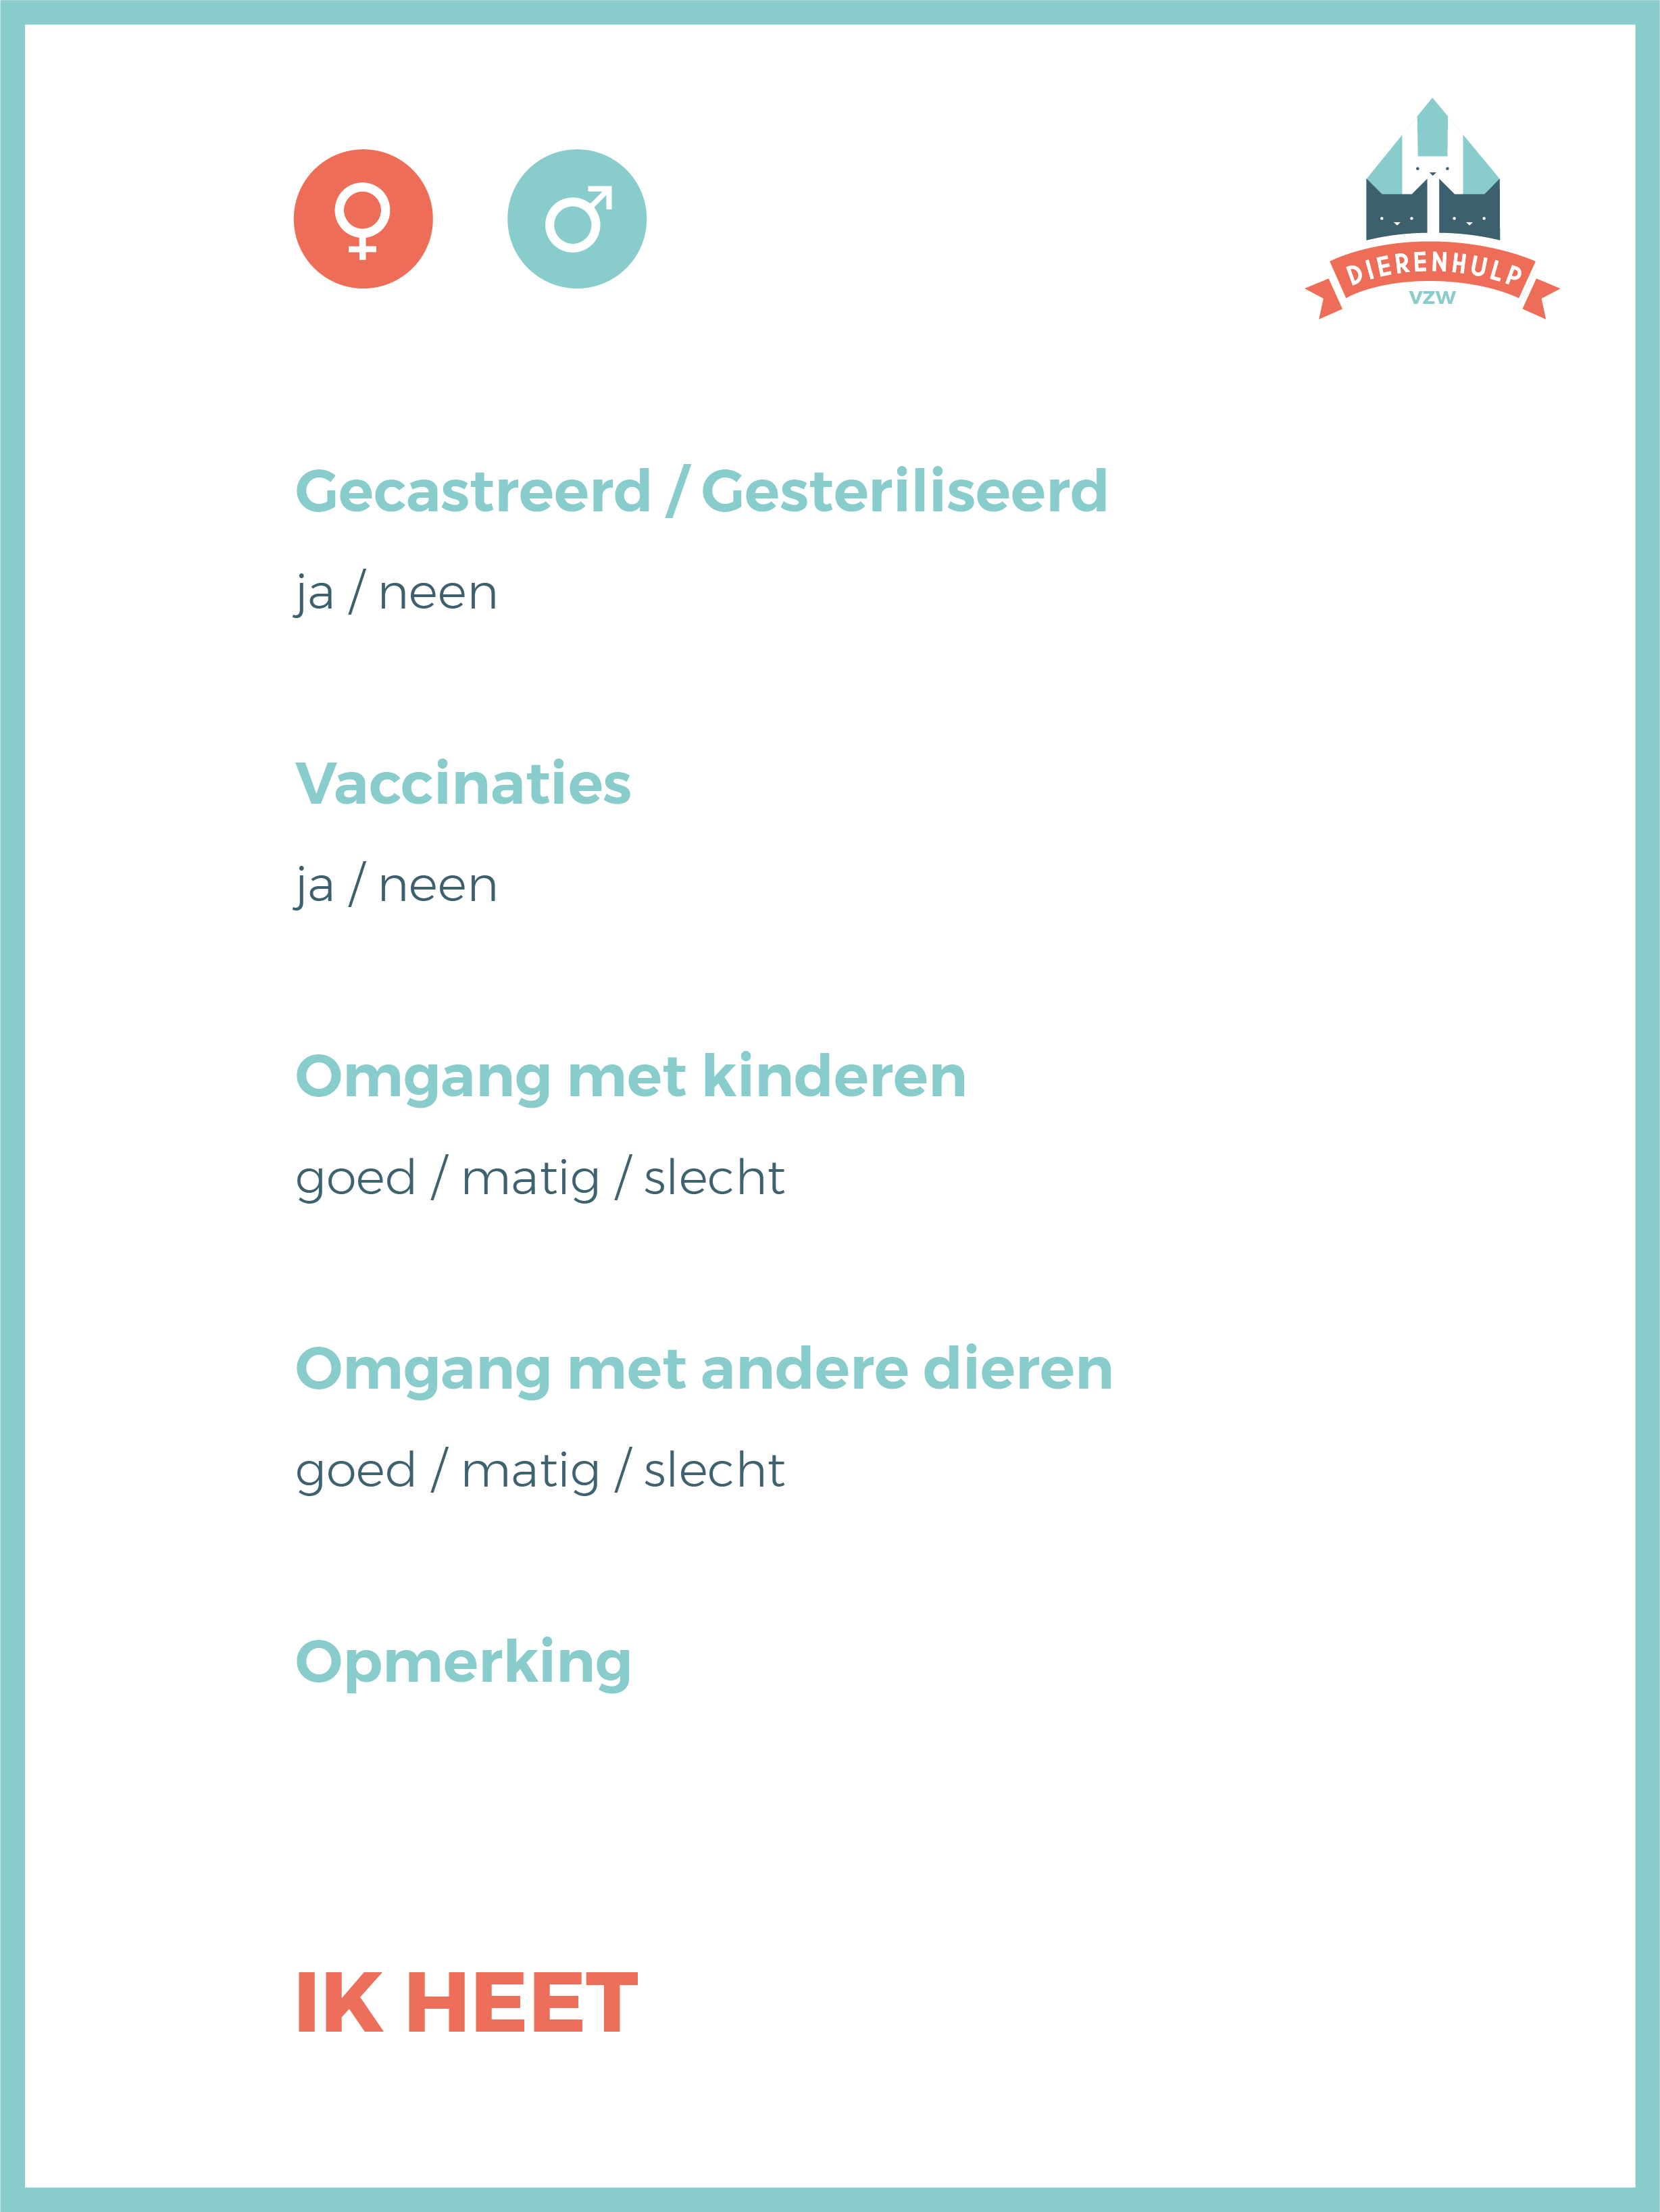 DIERENHULP
VZW
Gecastreerd / Gesteriliseerd
ja / neen
Vaccinaties
ja / neen
Omgang met kinderen
goed / matig / slecht
Omgang met andere dieren
goed / matig / slecht
Opmerking
IK HEET